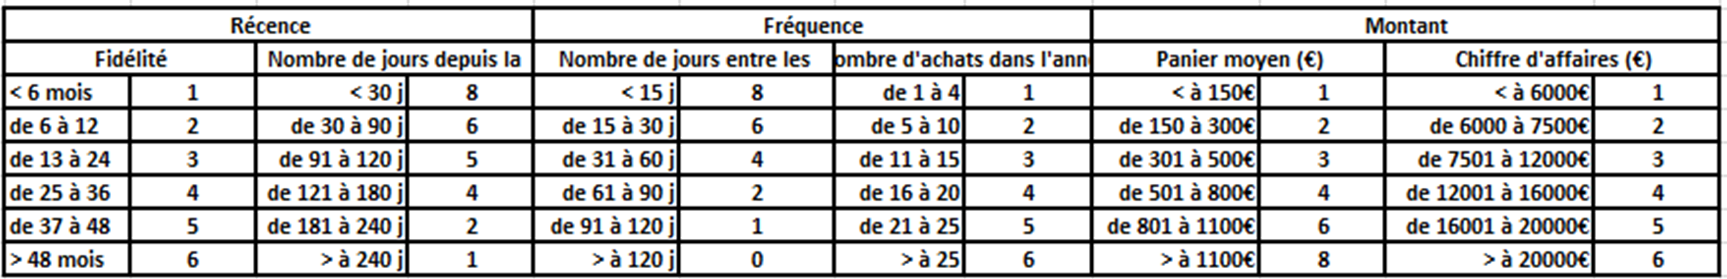 Récence Fréquence Montant
Fidélité Nombre de jours depuis la Nombre de jours entre les ombre d'achats dans l'ann Panier moyen (€) Chiffre d'affaires (€)
< 6 mois 1 < 30 j 8 < 15 j 8 de 1 à 4 1 < à 150€ 1 < à 6000€ 1
de 6 à 12 2 de 30 à 90 j 6 de 15 à 30 j 6 de 5 à 10 2 de 150 à 300€ 2 de 6000 à 7500€ 2
de 13 à 24 3 de 91 à 120 j 5 de 31 à 60 j 4 de 11 à 15 3 de 301 à 500€ 3 de 7501 à 12000€ 3
de 25 à 36 4 de 121 à 180 j 4 de 61 à 90 j 2 de 16 à 20 4 de 501 à 800€ 4 de 12001 à 16000€ 4
de 37 à 48 5 de 181 à 240 j 2 de 91 à 120 j 1 de 21 à 25 5 de 801 à 1100€ 6 de 16001 à 20000€ 5
> 48 mois 6 > à 240 j 1 > à 120 j 0 > à 25 6 > à 1100€ 8 > à 20000€ 6